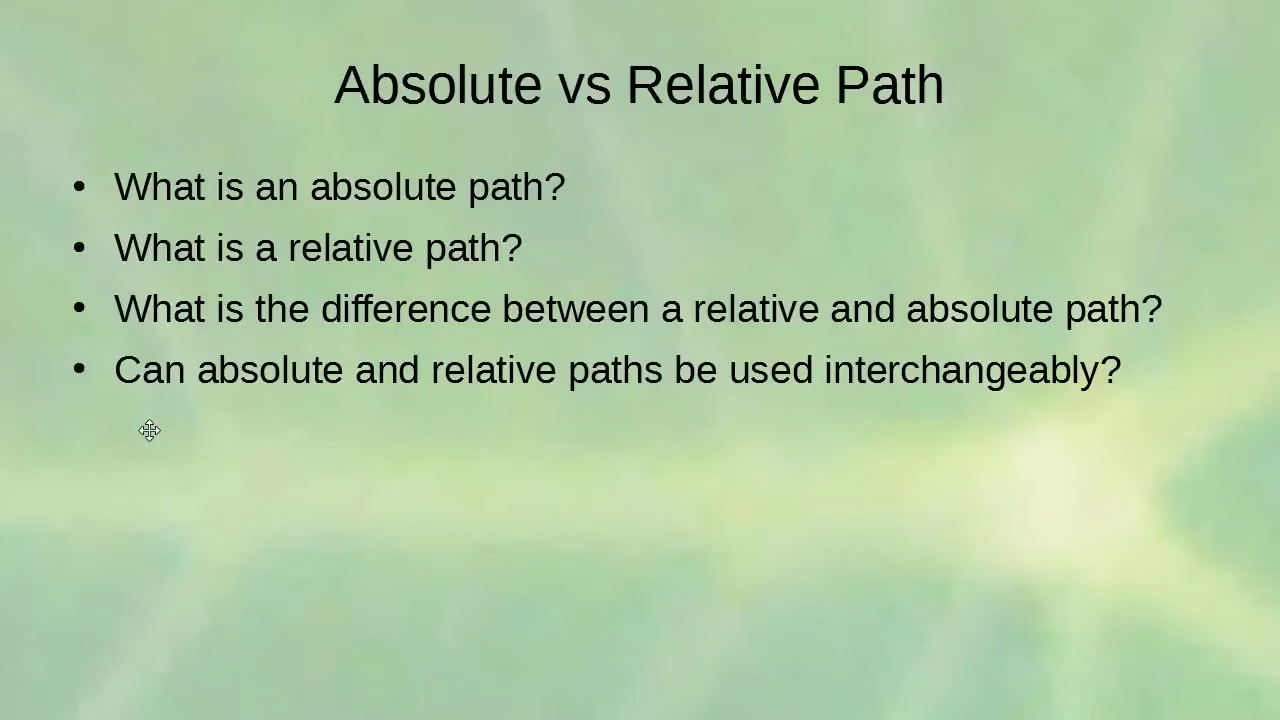 Absolute vs Relative Path
• What is an absolute path?
• What is a relative path?
• What is the difference between a relative and absolute path?
• Can absolute and relative paths be used interchangeably?